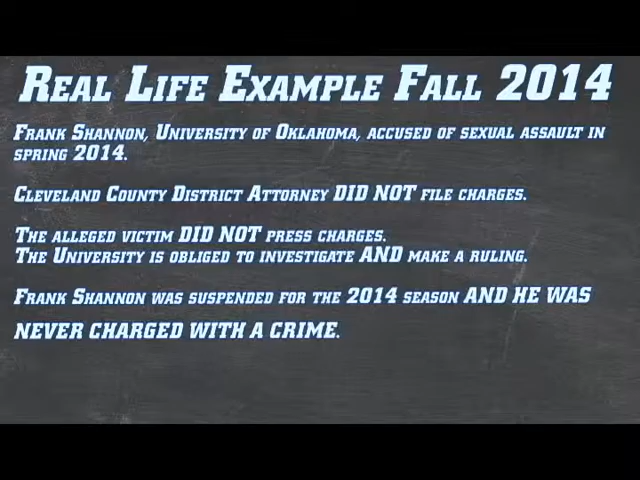 Real Life Example Fall 2014
Frank Shannon, University of Oklahoma, accused of sexual assault in
spring 2014.
Cleveland County District Attorney DID NOT file charges.
The alleged victim DID NOT press charges.
The University is obliged to investigate AND make a ruling.
Frank Shannon was suspended for the 2014 season AND HE WAS
NEVER CHARGED WITH A CRIME.